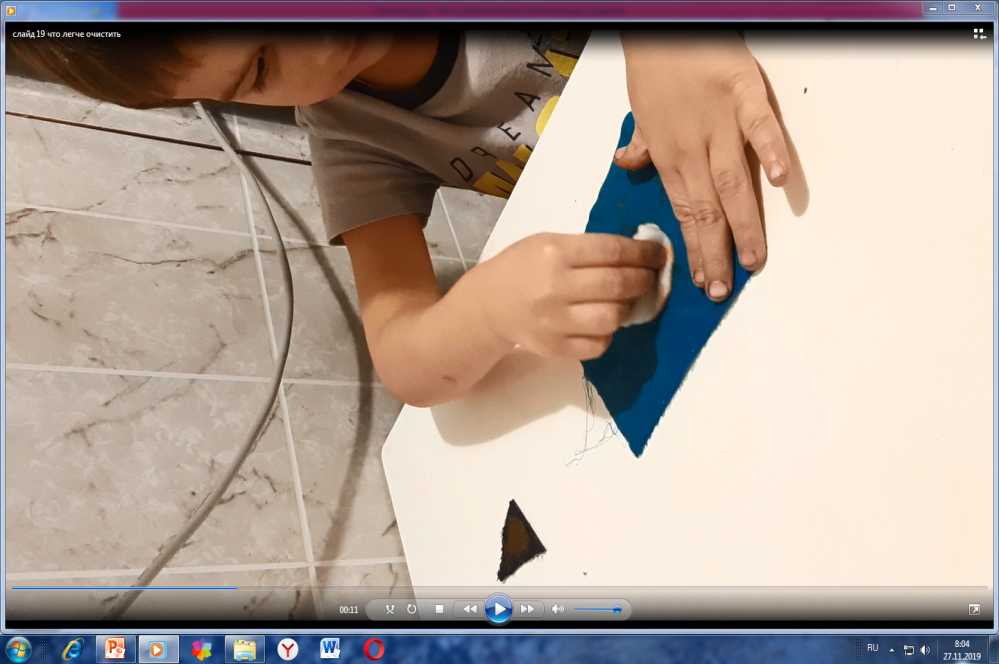 слайд 19 что легче очистить
DREAM
00:11
RU
8:04
27.11.2019